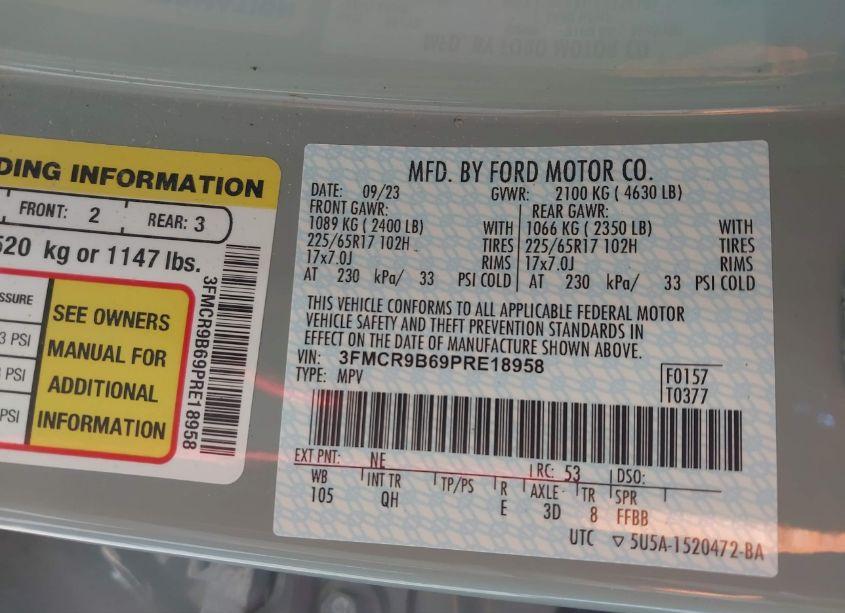 DING INFORMATION
FRONT: 2 REAR: 3
520 kg or 1147 lbs.
SSURE
3 PSI
PSI
PSI
SEE OWNERS
MANUAL FOR
ADDITIONAL
INFORMATION
3FMCR9B69PRE18958
MFD. BY FORD MOTOR CO.
DATE: 09/23 GVWR: 2100 KG ( 4630 LB)
FRONT GAWR: REAR GAWR:
1089 KG ( 2400 LB) WITH 1066 KG ( 2350 LB) WITH
225/65R17 102H TIRES 225/65R17 102H TIRES
17x7.0J RIMS 17x7.0J RIMS
AT 230 kPa/ 33 PSI COLD AT 230 kPa/ 33 PSI COLD
THIS VEHICLE CONFORMS TO ALL APPLICABLE FEDERAL MOTOR
VEHICLE SAFETY AND THEFT PREVENTION STANDARDS IN
EFFECT ON THE DATE OF MANUFACTURE SHOWN ABOVE.
VIN: 3FMCR9B69PRE18958
TYPE: MPV
F0157
T0377
EXT PNT: NE RC: 53 DSO:
WB INT TR TP/PS R AXLE TR SPR
105 QH E 3D 8 FFBB
UTC ▽ 5U5A-1520472-BA